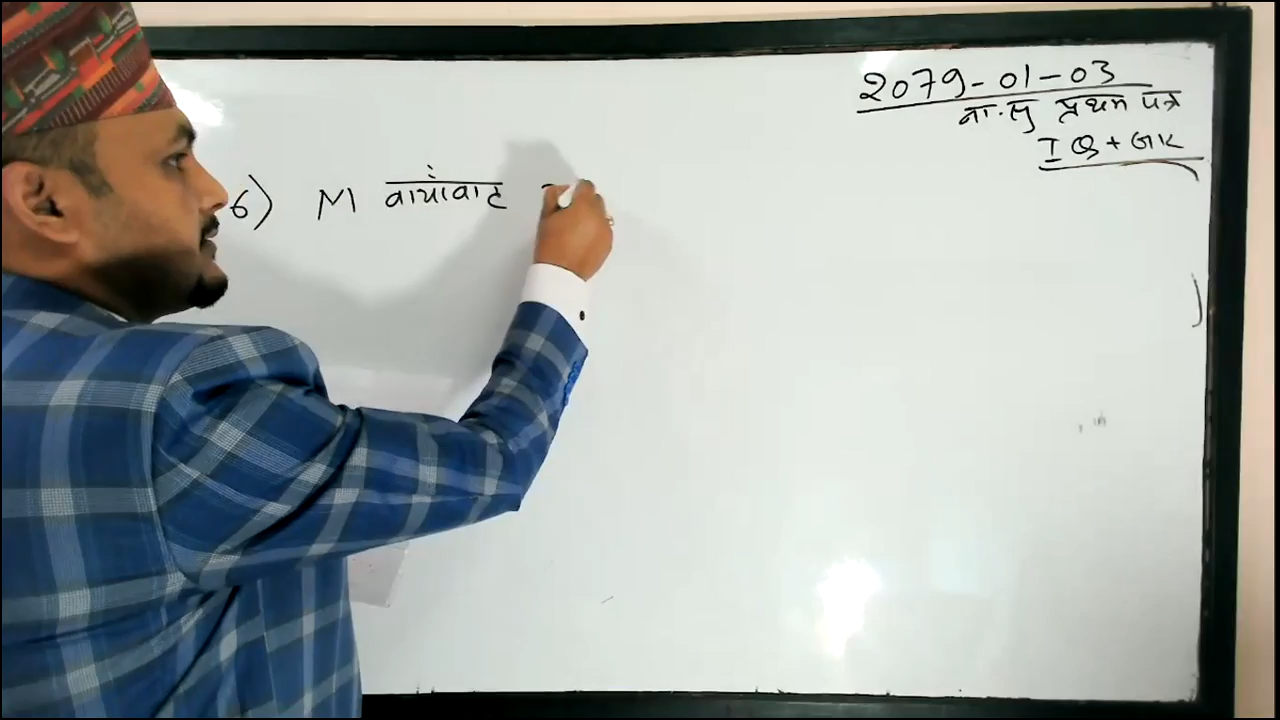 2079-01-03
ना.सु प्रथम पत्र
IQ + GK
6) M बायाँबाट